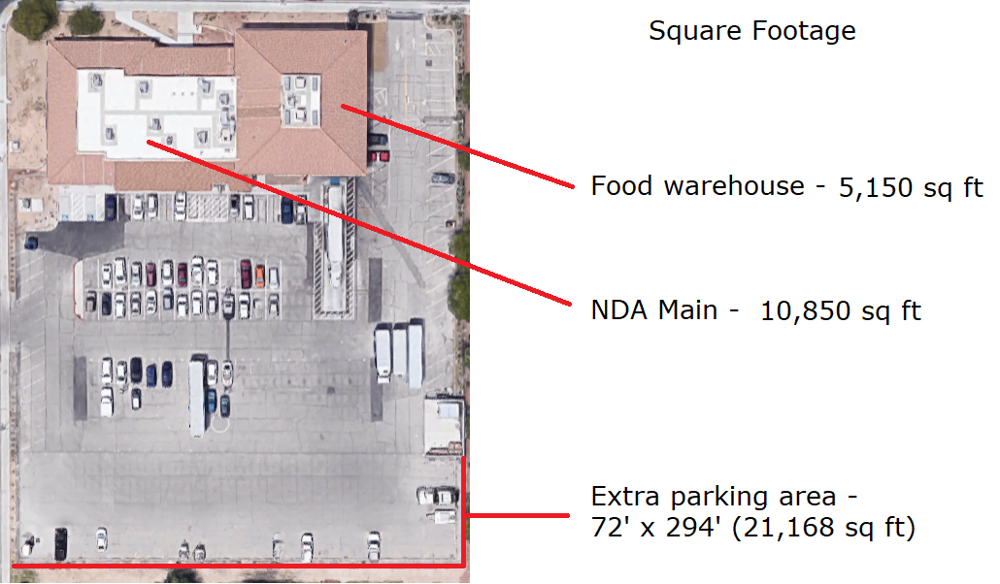 Square Footage
Food warehouse - 5,150 sq ft
NDA Main - 10,850 sq ft
Extra parking area -
72' x 294' (21,168 sq ft)